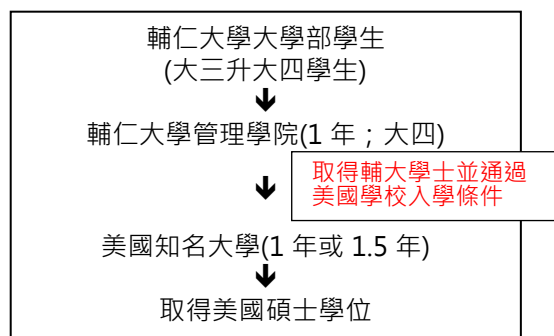 輔仁大學大學部學生
(大三升大四學生)
輔仁大學管理學院(1 年；大四)
取得輔大學士並通過
美國學校入學條件
美國知名大學(1 年或 1.5 年)
取得美國碩士學位